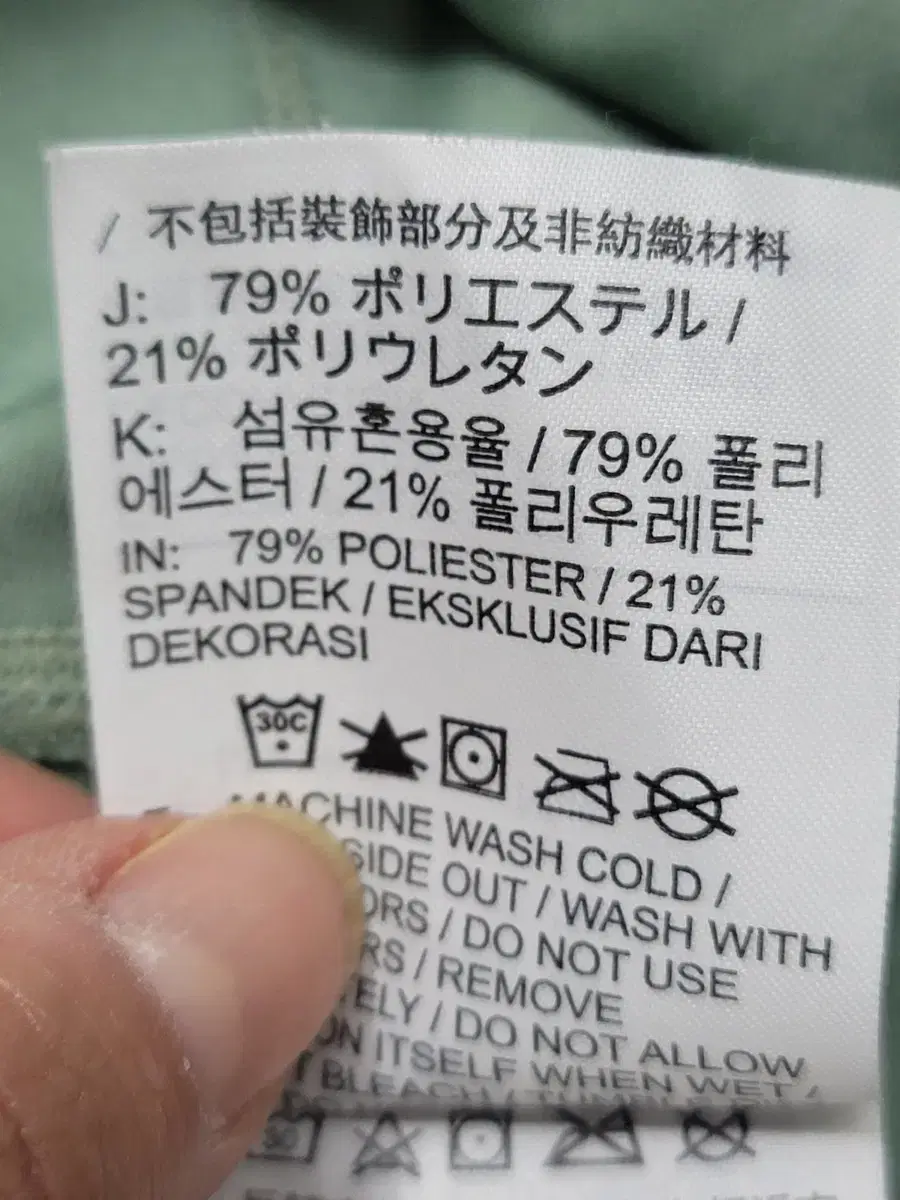 / 不包括裝飾部分及非紡織材料
J: 79% ポリエステル /
21% ポリウレタン
K: 섬유혼용율 / 79% 폴리
에스터 / 21% 폴리우레탄
IN: 79% POLIESTER / 21%
SPANDEK / EKSKLUSIF DARI
DEKORASI
30C
MACHINE WASH COLD /
SIDE OUT / WASH WITH
ORS / DO NOT USE
RS / REMOVE
ELY / DO NOT ALLOW
ON ITSELF WHEN WET /
BLEACH /
30